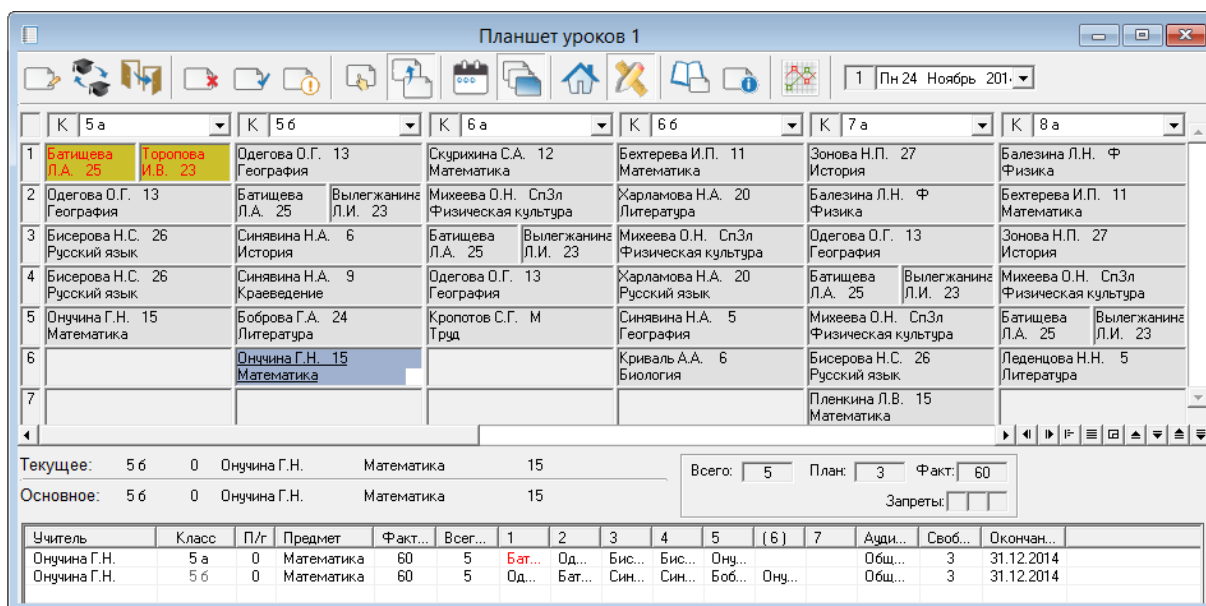 Планшет уроков 1
1 Пн 24 Ноябрь 201
К 5 а К 5 б К 6 а К 6 б К 7 а К 8 а
1 Батищева Торопова Одегова О.Г. 13 Скурихина С.А. 12 Бехтерева И.П. 11 Зонова Н.П. 27 Балезина Л.Н. Ф
Л.А. 25 И.В. 23 География Математика Математика История Физика
2 Одегова О.Г. 13 Батищева Вылегжанина Михеева О.Н. СпЗл Харламова Н.А. 20 Балезина Л.Н. Ф Бехтерева И.П. 11
География Л.А. 25 Л.И. 23 Физическая культура Литература Физика Математика
3 Бисерова Н.С. 26 Синявина Н.А. 6 Батищева Вылегжанина Михеева О.Н. СпЗл Одегова О.Г. 13 Зонова Н.П. 27
Русский язык История Л.А. 25 Л.И. 23 Физическая культура География История
4 Бисерова Н.С. 26 Синявина Н.А. 9 Одегова О.Г. 13 Харламова Н.А. 20 Батищева Вылегжанина Михеева О.Н. СпЗл
Русский язык Краеведение География Русский язык Л.А. 25 Л.И. 23 Физическая культура
5 Онучина Г.Н. 15 Боброва Г.А. 24 Кропотов С.Г. М Синявина Н.А. 5 Михеева О.Н. СпЗл Батищева Вылегжанина
Математика Литература Труд География Физическая культура Л.А. 25 Л.И. 23
6 Онучина Г.Н. 15 Криваль А.А. 6 Бисерова Н.С. 26 Леденцова Н.Н. 5
Математика Биология Русский язык Литература
7 Пленкина Л.В. 15
Математика
Текущее: 5 б 0 Онучина Г.Н. Математика 15 Всего: 5 План: 3 Факт: 60
Основное: 5 б 0 Онучина Г.Н. Математика 15 Запреты:
Учитель Класс П/г Предмет Факт... Всег... 1 2 3 4 5 (6) 7 Ауди... Своб... Окончан...
Онучина Г.Н. 5 а 0 Математика 60 5 Бат... Од... Бис... Бис... Ону... Общ... 3 31.12.2014
Онучина Г.Н. 5 б 0 Математика 60 5 Од... Бат... Син... Син... Боб... Ону... Общ... 3 31.12.2014